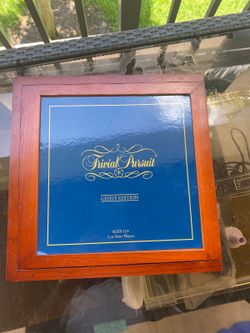 Trivial Pursuit
GENUS EDITION
AGES 12+
2 or More Players